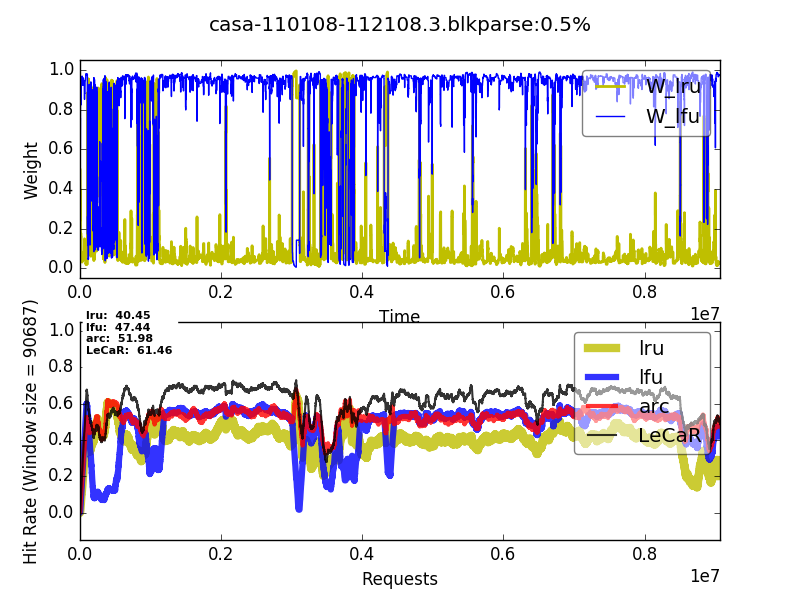 casa-110108-112108.3.blkparse:0.5%
1.0
0.8
0.6
0.4
0.2
0.0
Weight
W_lru
W_lfu
0.0 0.2 0.4 0.6 0.8 1e7
Time
lru: 40.45
lfu: 47.44
arc: 51.98
LeCaR: 61.46
1.0
0.8
0.6
0.4
0.2
0.0
Hit Rate (Window size = 90687)
lru
lfu
arc
LeCaR
0.0 0.2 0.4 0.6 0.8
1e7
Requests